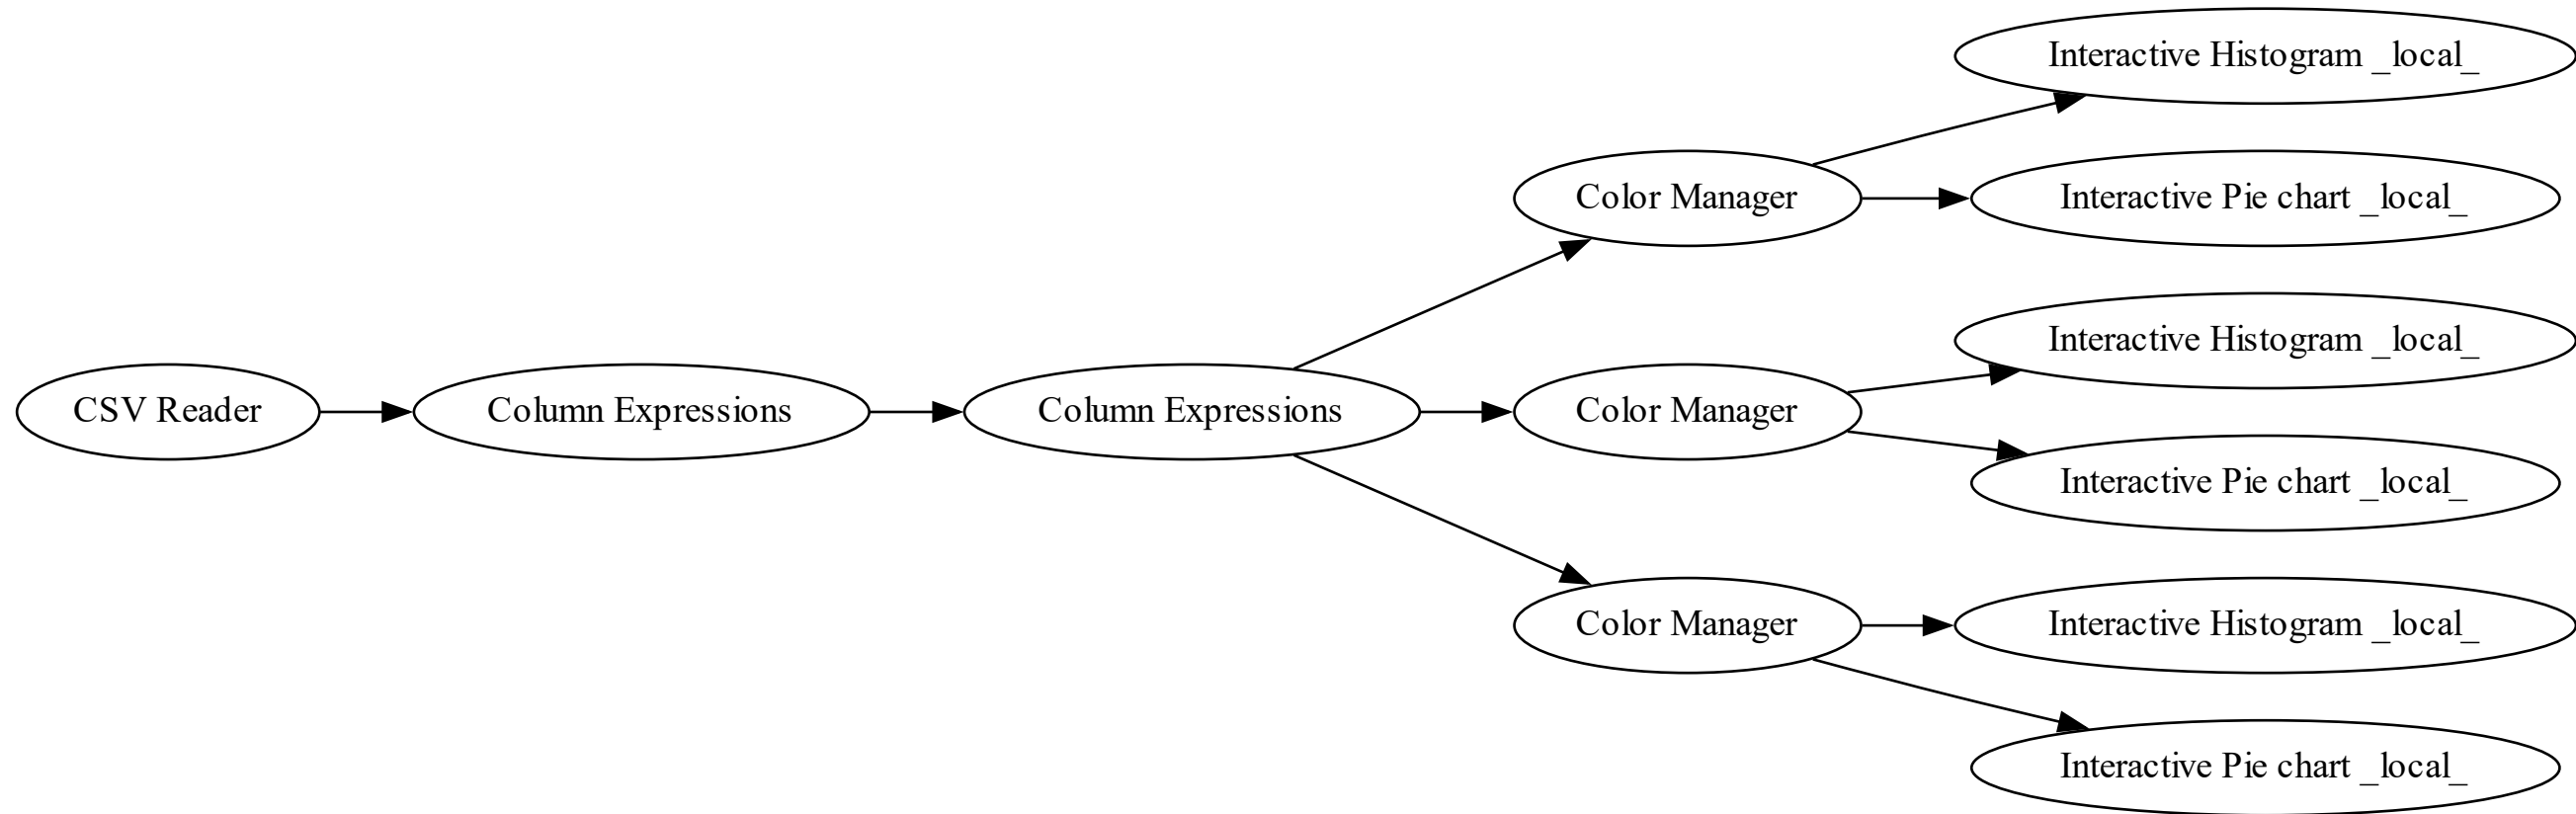 Interactive Histogram _local_
Color Manager
Interactive Pie chart _local_
Interactive Histogram _local_
CSV Reader
Column Expressions
Column Expressions
Color Manager
Interactive Pie chart _local_
Color Manager
Interactive Histogram _local_
Interactive Pie chart _local_